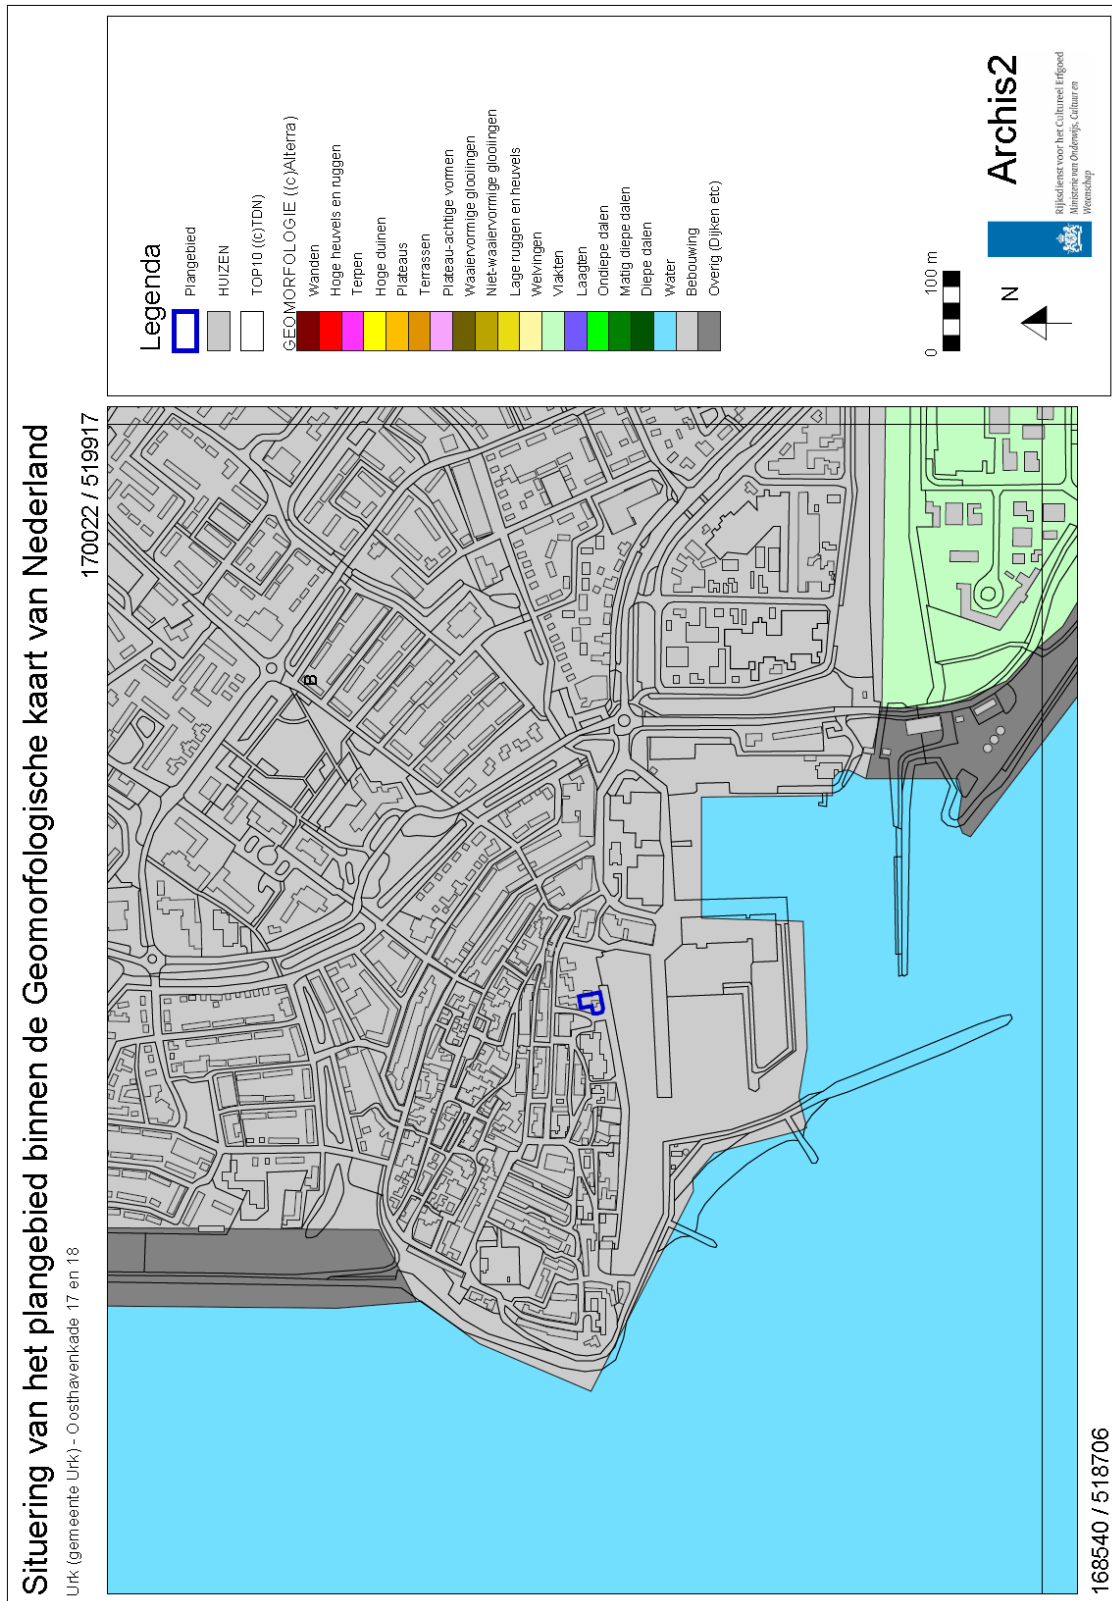 Situering van het plangebied binnen de Geomorfologische kaart van Nederland
Urk (gemeente Urk) - Oosthavenkade 17 en 18
170022 / 519917
B
168540 / 518706
Legenda
Plangebied
HUIZEN
TOP10 ((c)TDN)
GEOMORFOLOGIE ((c)Alterra)
Wanden
Hoge heuvels en ruggen
Terpen
Hoge duinen
Plateaus
Terrassen
Plateau-achtige vormen
Waaiervormige glooiingen
Niet-waaiervormige glooiingen
Lage ruggen en heuvels
Welvingen
Vlakten
Laagten
Ondiepe dalen
Matig diepe dalen
Diepe dalen
Water
Bebouwing
Overig (Dijken etc)
0 100 m
N
Archis2
Rijksdienst voor het Cultureel Erfgoed
Ministerie van Onderwijs, Cultuur en
Wetenschap